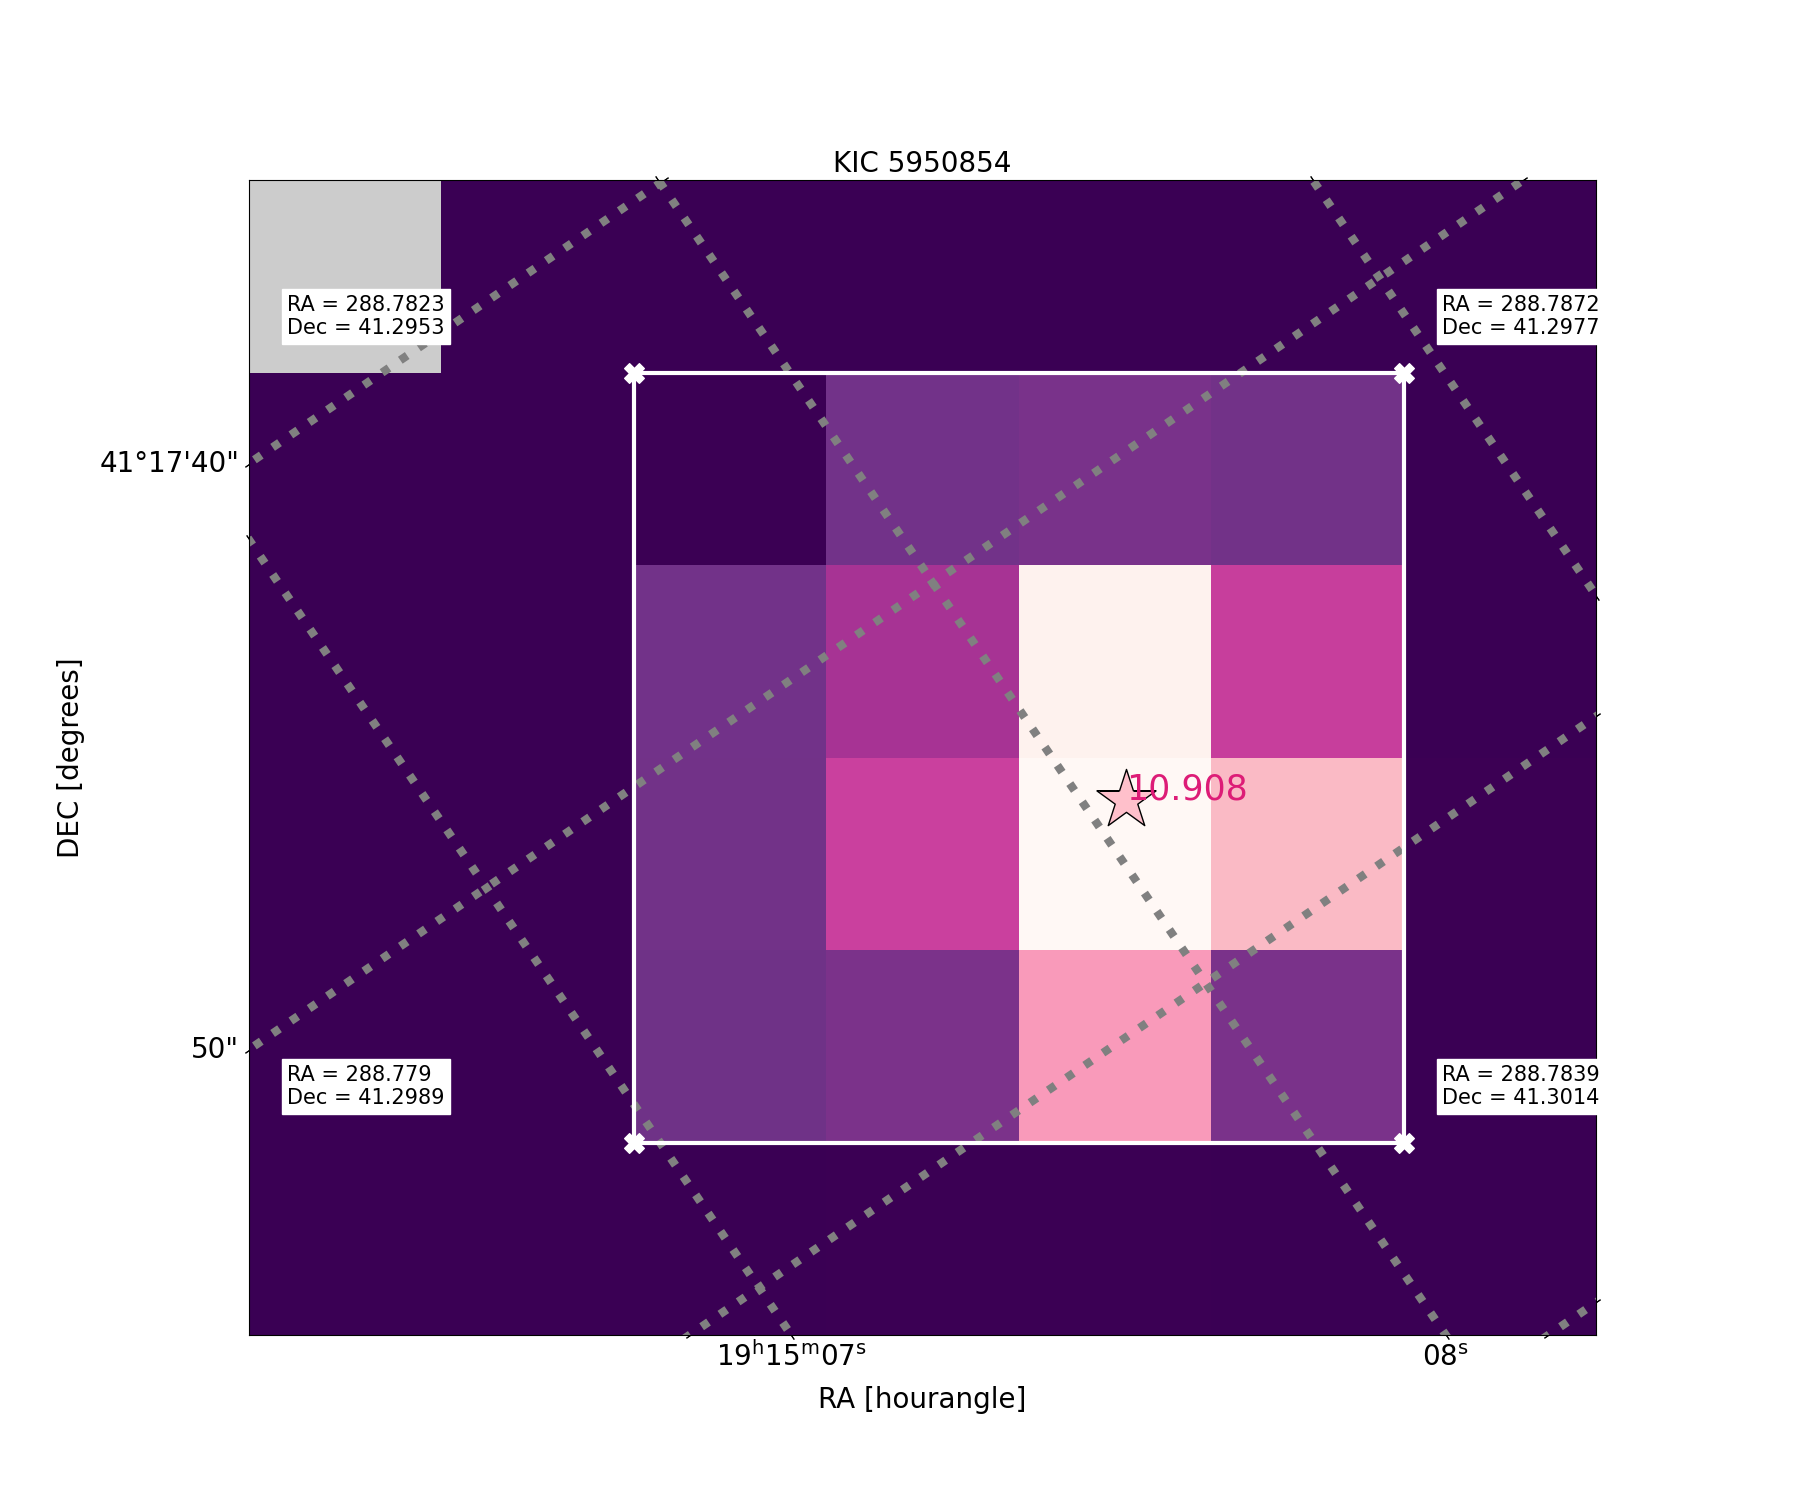 KIC 5950854
RA = 288.7823
Dec = 41.2953
RA = 288.7872
Dec = 41.2977
41°17'40"
DEC [degrees]
10.908
50"
RA = 288.779
Dec = 41.2989
RA = 288.7839
Dec = 41.3014
19ʰ15ᵐ07ˢ
08ˢ
RA [hourangle]